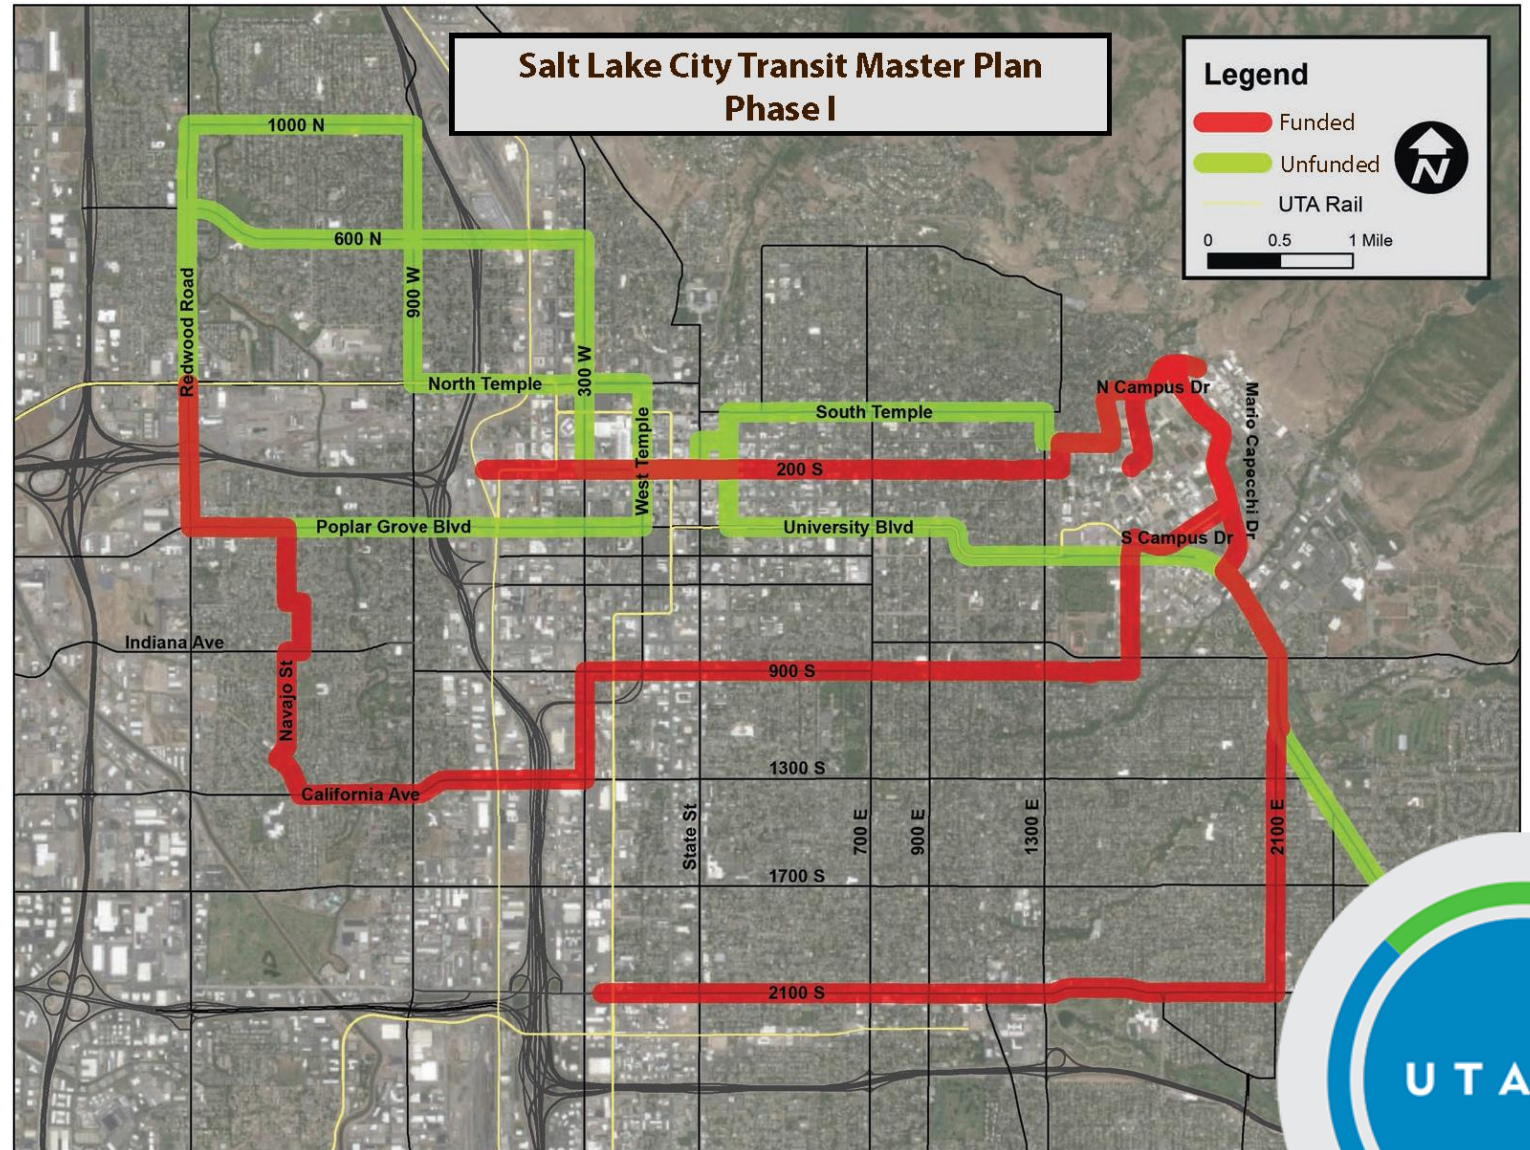 Salt Lake City Transit Master Plan
Phase I
Legend
Funded
Unfunded
N
UTA Rail
0 0.5 1 Mile
1000 N
600 N
Redwood Road
900 W
300 W
North Temple
West Temple
South Temple
N Campus Dr
Mario Capecchi Dr
200 S
Poplar Grove Blvd
University Blvd
S Campus Dr
Indiana Ave
Navajo St
900 S
California Ave
1300 S
State St
700 E
900 E
1300 E
2100 E
1700 S
2100 S
UTA